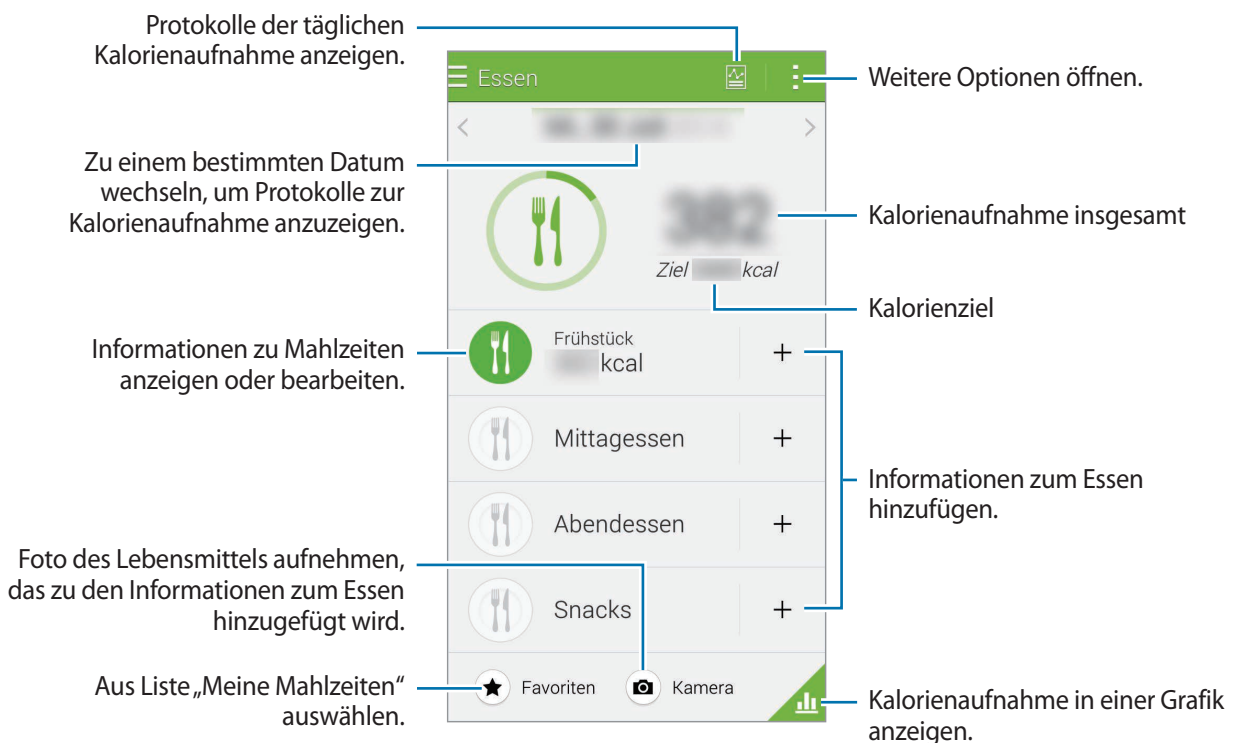 Protokolle der täglichen
Kalorienaufnahme anzeigen.
Essen
Weitere Optionen öffnen.
Zu einem bestimmten Datum
wechseln, um Protokolle zur
Kalorienaufnahme anzuzeigen.
382
Kalorienaufnahme insgesamt
Ziel kcal
Kalorienziel
Informationen zu Mahlzeiten
anzeigen oder bearbeiten.
Frühstück
kcal
+
Mittagessen +
Informationen zum Essen
hinzufügen.
Abendessen +
Foto des Lebensmittels aufnehmen,
das zu den Informationen zum Essen
hinzugefügt wird.
Snacks +
Aus Liste „Meine Mahlzeiten“
auswählen.
Favoriten Kamera
Kalorienaufnahme in einer Grafik
anzeigen.